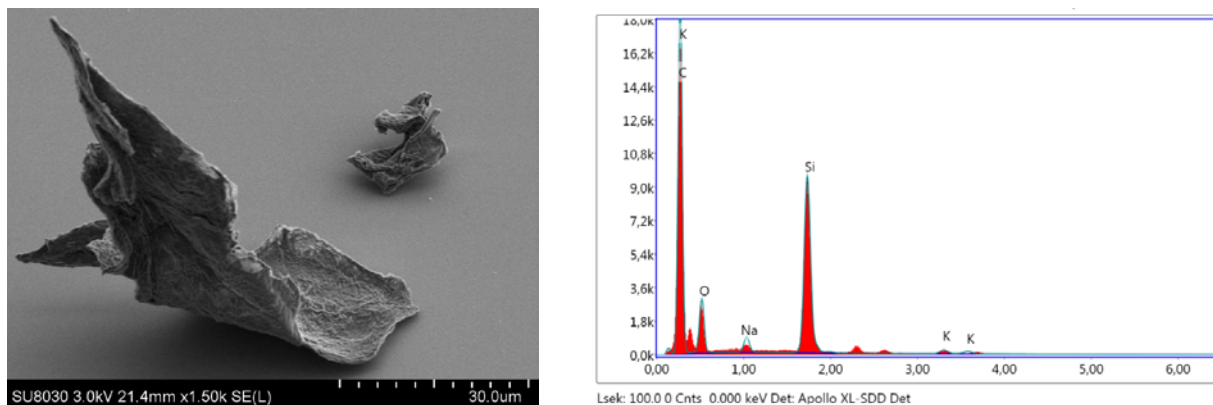 SU8030 3.0kV 21.4mm x1.50k SE(L)
30.0um
18,0k
16,2k
14,4k
12,6k
10,8k
9,0k
7,2k
5,4k
3,6k
1,8k
0,0k
K
C
O
Na
Si
K
K
0,00
1,00
2,00
3,00
4,00
5,00
6,00
Lsek: 100.0 0 Cnts 0.000 keV Det: Apollo XL-SDD Det